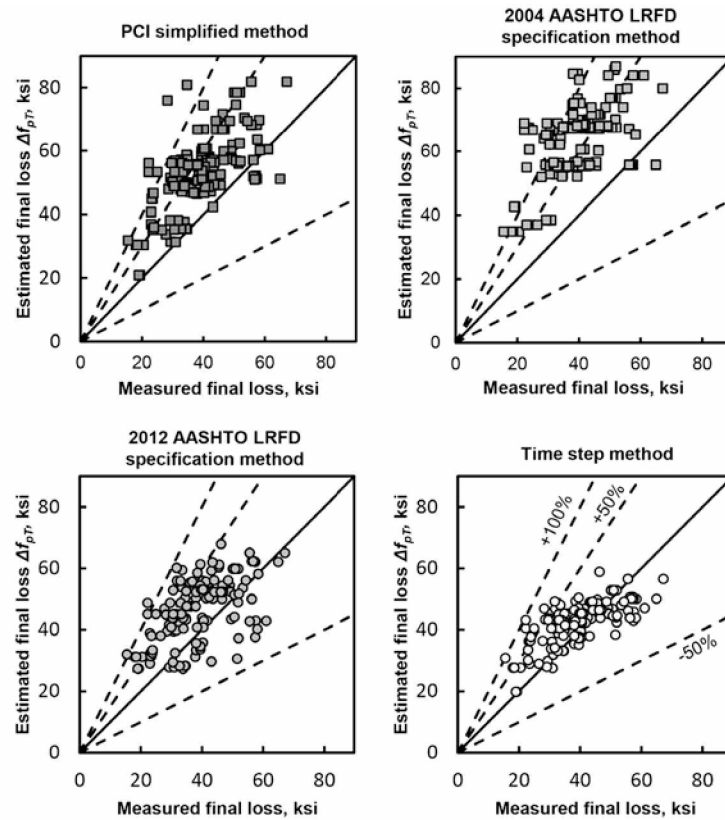 PCI simplified method
Estimated final loss Δf_pT, ksi
80
60
40
20
0
0 20 40 60 80
Measured final loss, ksi
2004 AASHTO LRFD
specification method
Estimated final loss Δf_pT, ksi
80
60
40
20
0
0 20 40 60 80
Measured final loss, ksi
2012 AASHTO LRFD
specification method
Estimated final loss Δf_pT, ksi
80
60
40
20
0
0 20 40 60 80
Measured final loss, ksi
Time step method
Estimated final loss Δf_pT, ksi
80
60
40
20
0
+100%
+50%
-50%
0 20 40 60 80
Measured final loss, ksi